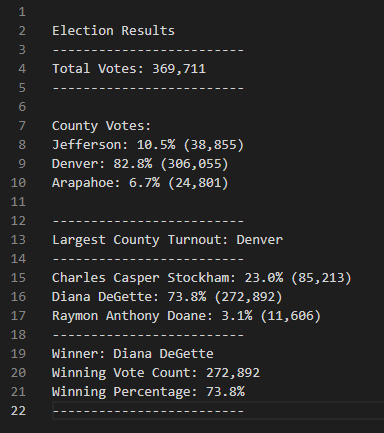 1
2 Election Results
3 -------------------------
4 Total Votes: 369,711
5 -------------------------
6
7 County Votes:
8 Jefferson: 10.5% (38,855)
9 Denver: 82.8% (306,055)
10 Arapahoe: 6.7% (24,801)
11
12 -------------------------
13 Largest County Turnout: Denver
14 -------------------------
15 Charles Casper Stockham: 23.0% (85,213)
16 Diana DeGette: 73.8% (272,892)
17 Raymon Anthony Doane: 3.1% (11,606)
18 -------------------------
19 Winner: Diana DeGette
20 Winning Vote Count: 272,892
21 Winning Percentage: 73.8%
22 -------------------------